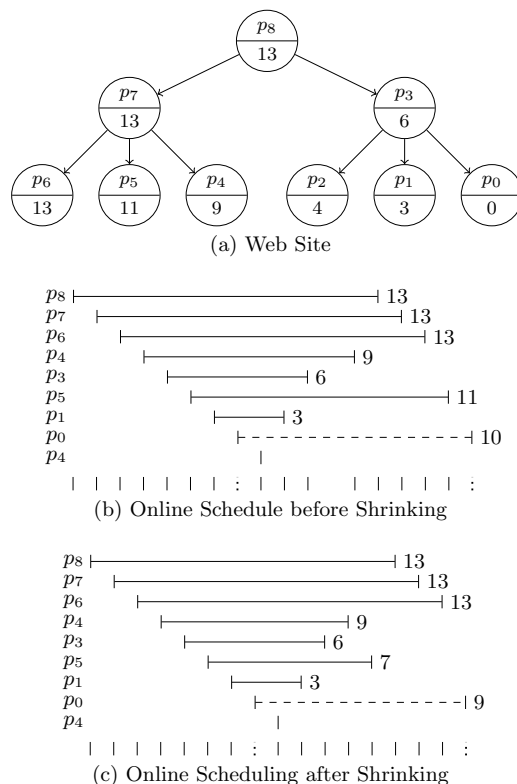 p8
13
p7
13
p3
6
p6
13
p5
11
p4
9
p2
4
p1
3
p0
0
(a) Web Site
p8 13
p7 13
p6 13
p4 9
p3 6
p5 11
p1 3
p0 10
p4
(b) Online Schedule before Shrinking
p8 13
p7 13
p6 13
p4 9
p3 6
p5 7
p1 3
p0 9
p4
(c) Online Scheduling after Shrinking